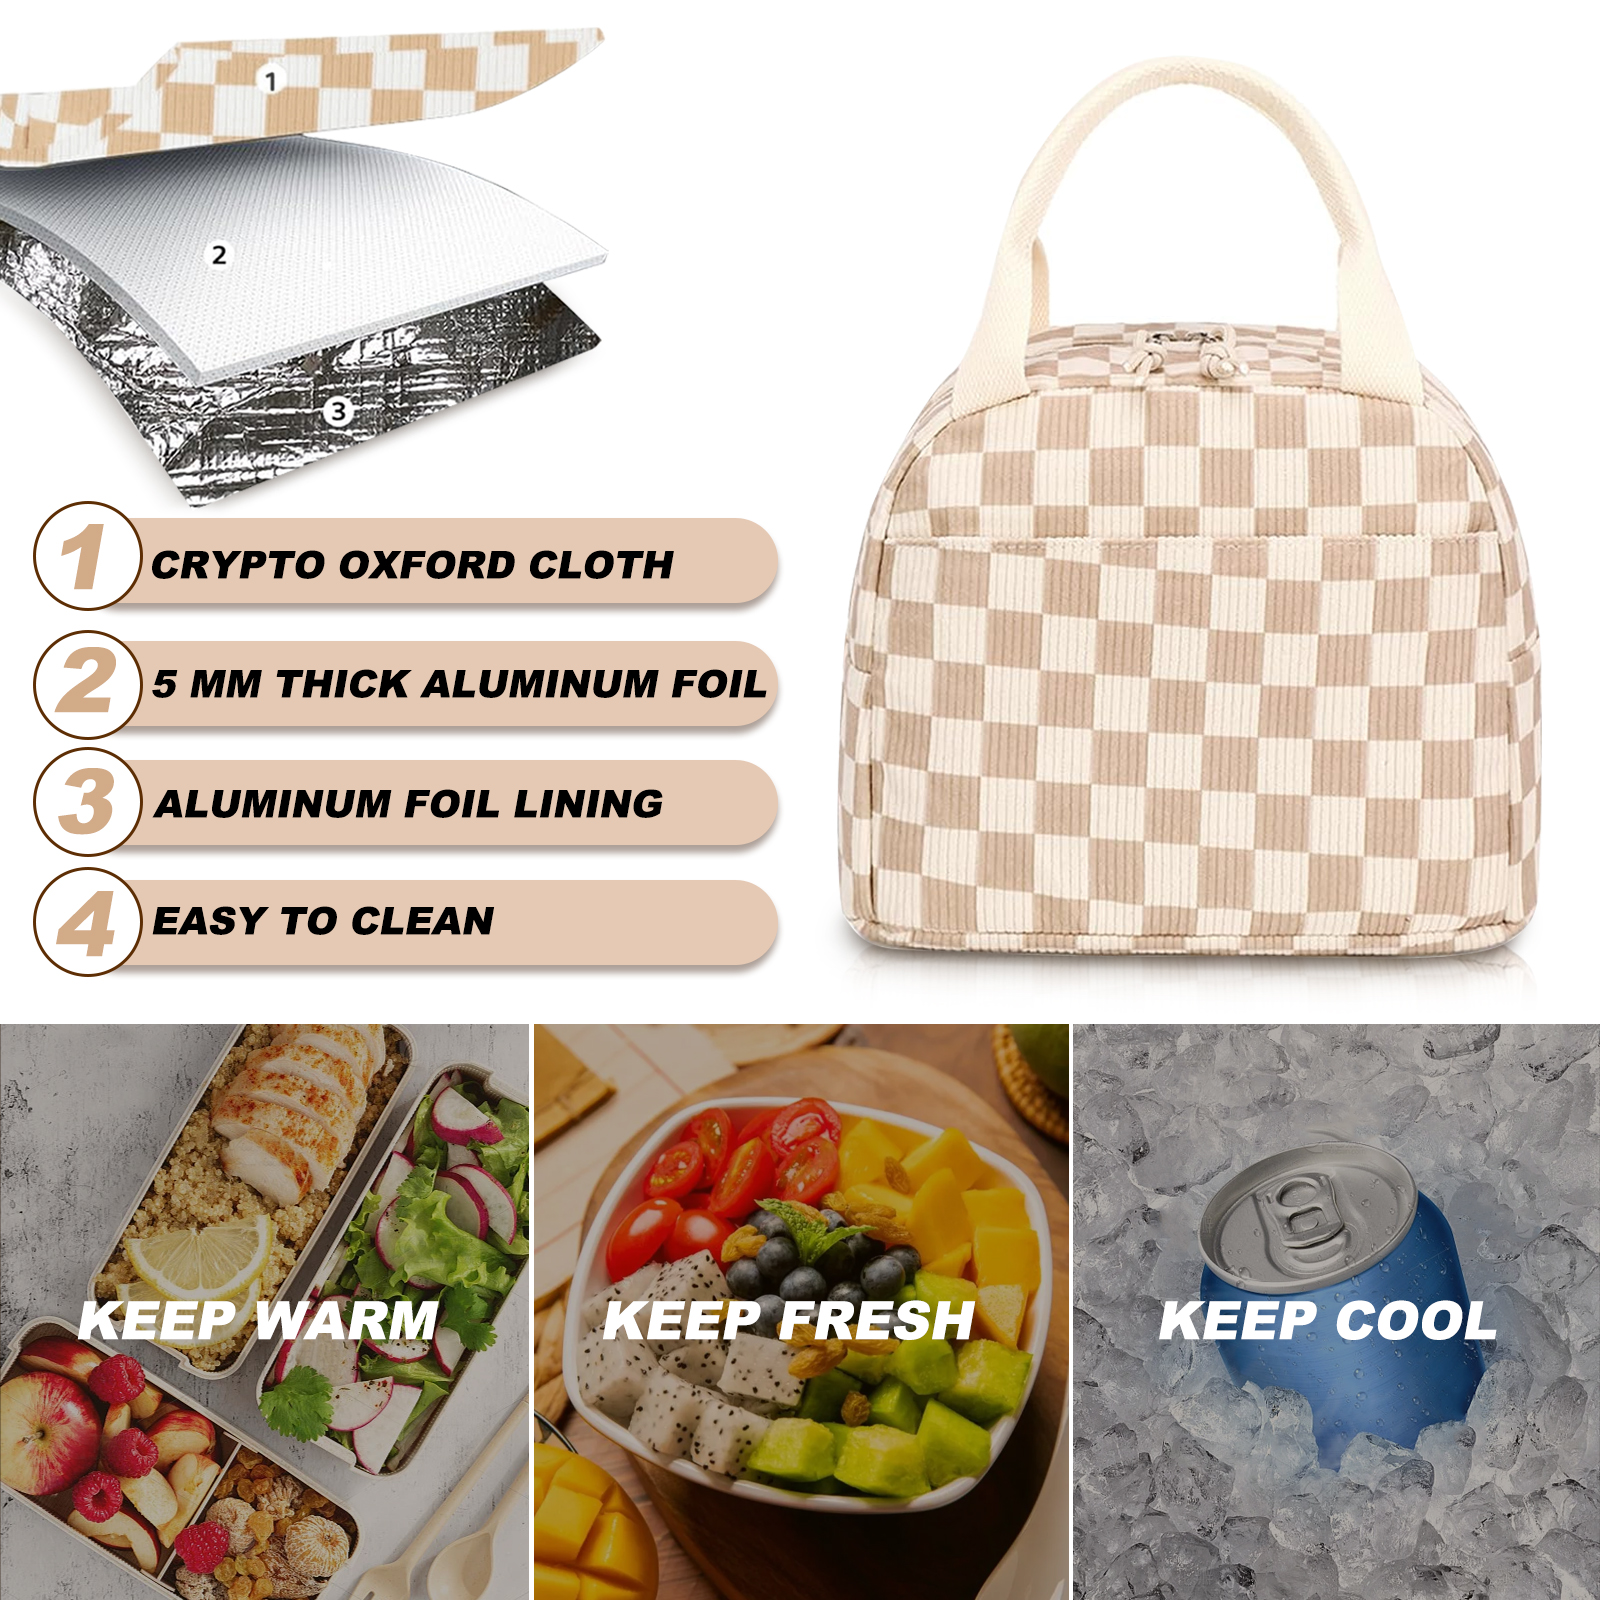 1
2
3
1 CRYPTO OXFORD CLOTH
2 5 MM THICK ALUMINUM FOIL
3 ALUMINUM FOIL LINING
4 EASY TO CLEAN
KEEP WARM
KEEP FRESH
KEEP COOL